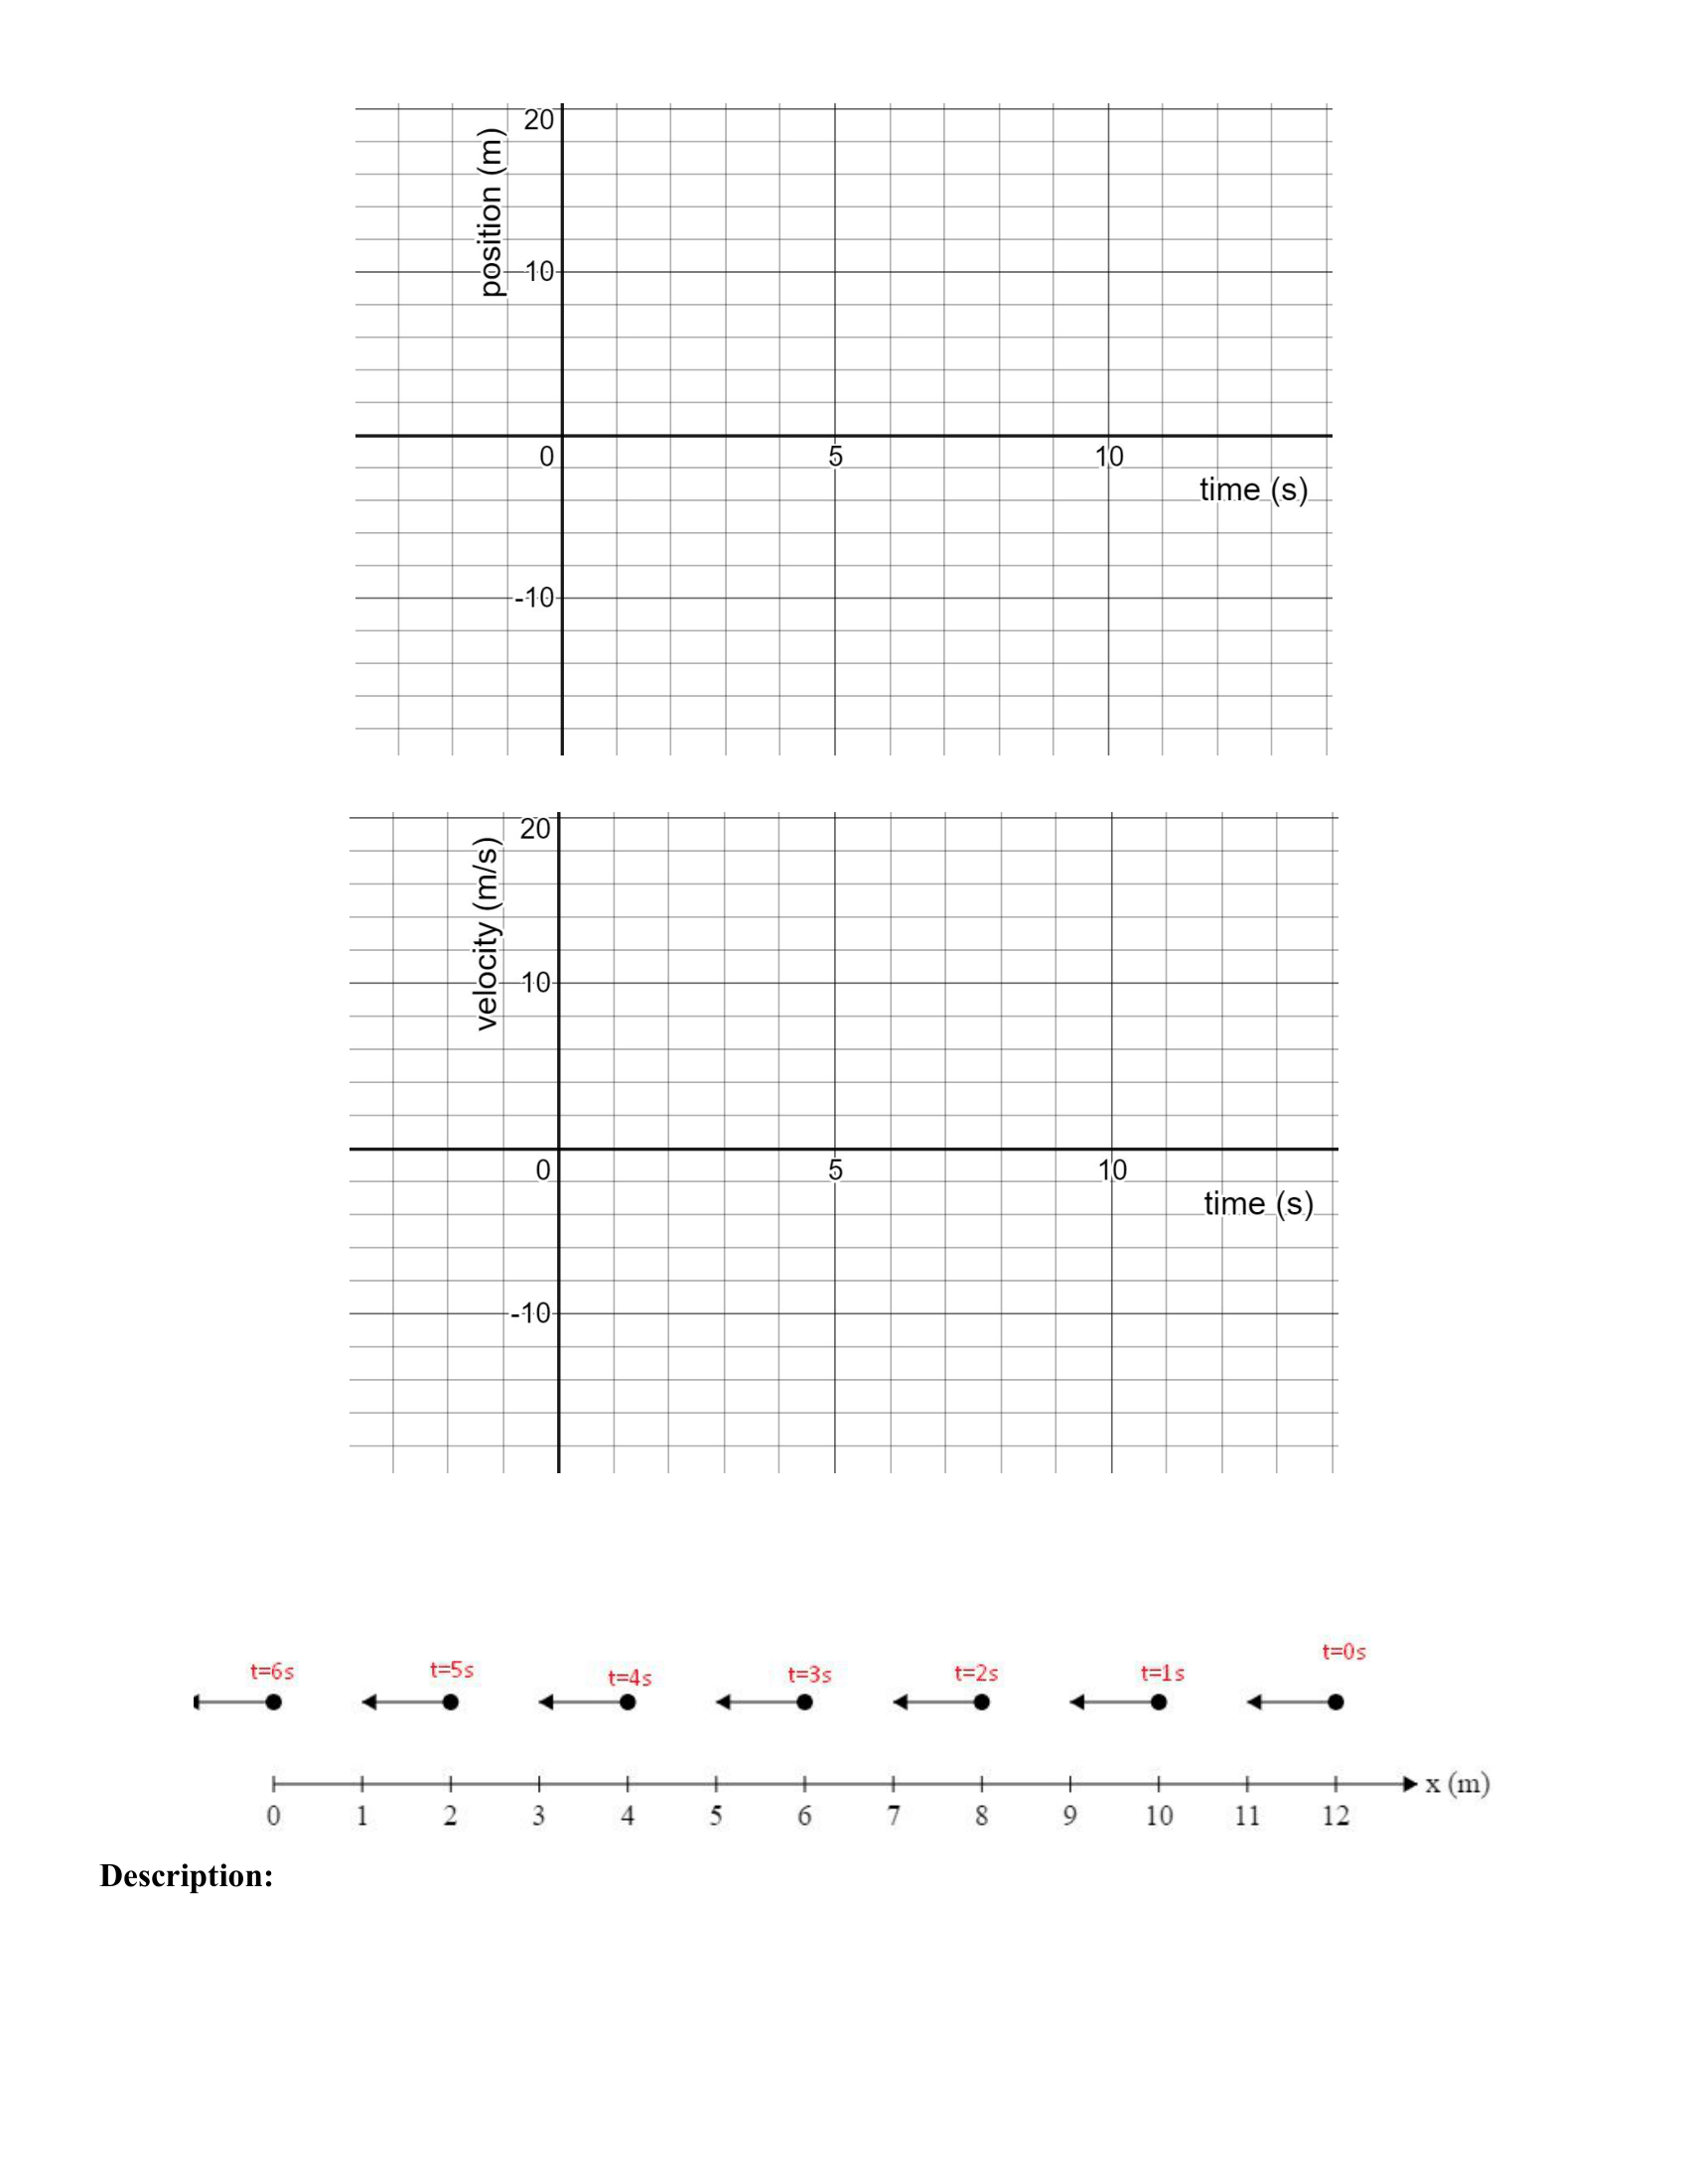 20
position (m)
10
0
5
10
time (s)
-10
20
velocity (m/s)
10
0
5
10
time (s)
-10
t=6s
t=5s
t=4s
t=3s
t=2s
t=1s
t=0s
0 1 2 3 4 5 6 7 8 9 10 11 12 x (m)
Description: